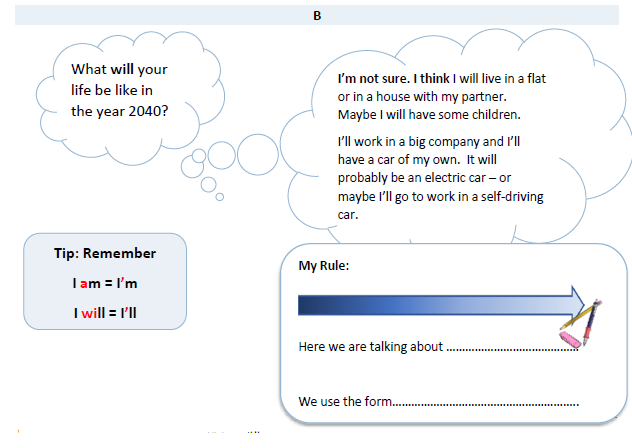 B
What will your
life be like in
the year 2040?
I'm not sure. I think I will live in a flat
or in a house with my partner.
Maybe I will have some children.
I'll work in a big company and I'll
have a car of my own. It will
probably be an electric car – or
maybe I'll go to work in a self-driving
car.
Tip: Remember
I am = I'm
I will = I'll
My Rule:
Here we are talking about ..........................................
We use the form...........................................................